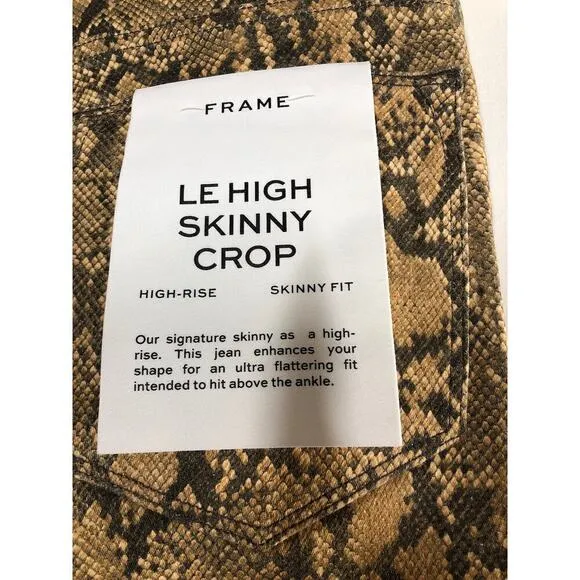 FRAME
LE HIGH
SKINNY
CROP
HIGH-RISE SKINNY FIT
Our signature skinny as a high-
rise. This jean enhances your
shape for an ultra flattering fit
intended to hit above the ankle.